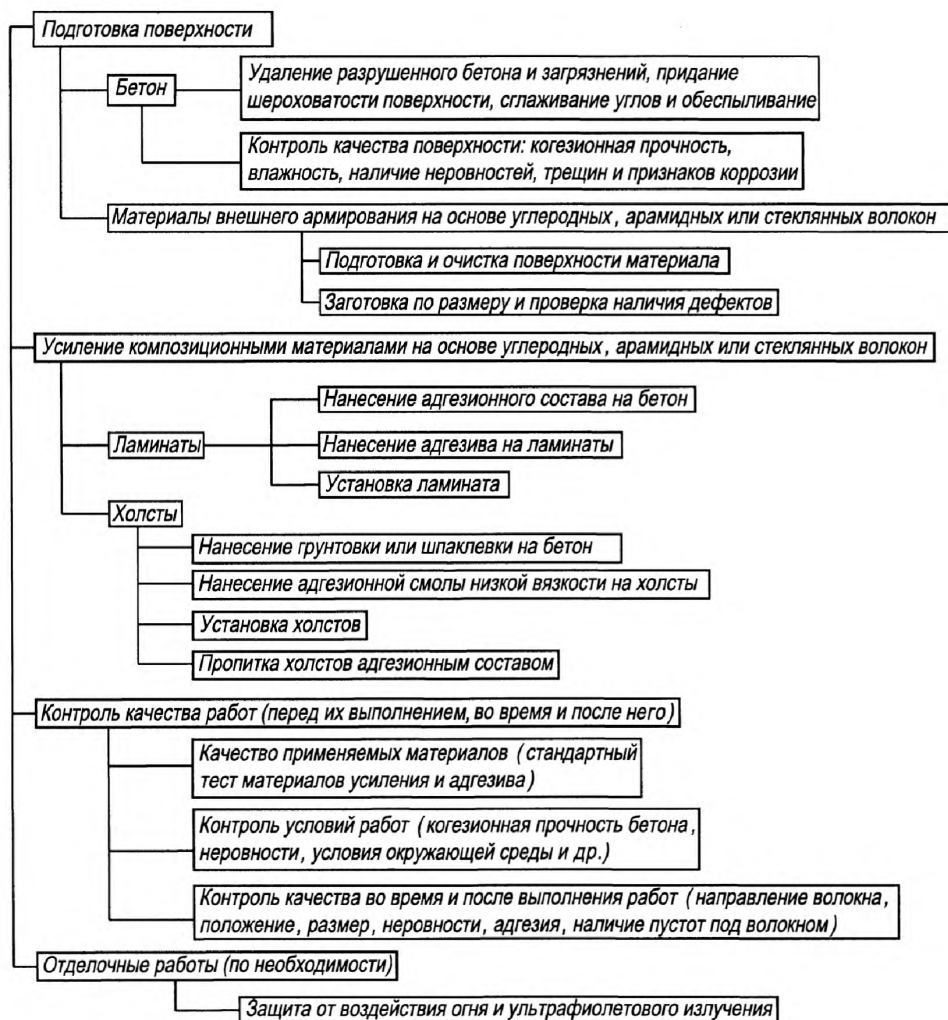 Подготовка поверхности
Бетон
Удаление разрушенного бетона и загрязнений, придание
шероховатости поверхности, сглаживание углов и обеспыливание
Контроль качества поверхности: когезионная прочность,
влажность, наличие неровностей, трещин и признаков коррозии
Материалы внешнего армирования на основе углеродных, арамидных или стеклянных волокон
Подготовка и очистка поверхности материала
Заготовка по размеру и проверка наличия дефектов
Усиление композиционными материалами на основе углеродных, арамидных или стеклянных волокон
Ламинаты
Нанесение адгезионного состава на бетон
Нанесение адгезива на ламинаты
Установка ламината
Холсты
Нанесение грунтовки или шпаклевки на бетон
Нанесение адгезионной смолы низкой вязкости на холсты
Установка холстов
Пропитка холстов адгезионным составом
Контроль качества работ (перед их выполнением, во время и после него)
Качество применяемых материалов (стандартный
тест материалов усиления и адгезива)
Контроль условий работ (когезионная прочность бетона,
неровности, условия окружающей среды и др.)
Контроль качества во время и после выполнения работ (направление волокна,
положение, размер, неровности, адгезия, наличие пустот под волокном)
Отделочные работы (по необходимости)
Защита от воздействия огня и ультрафиолетового излучения